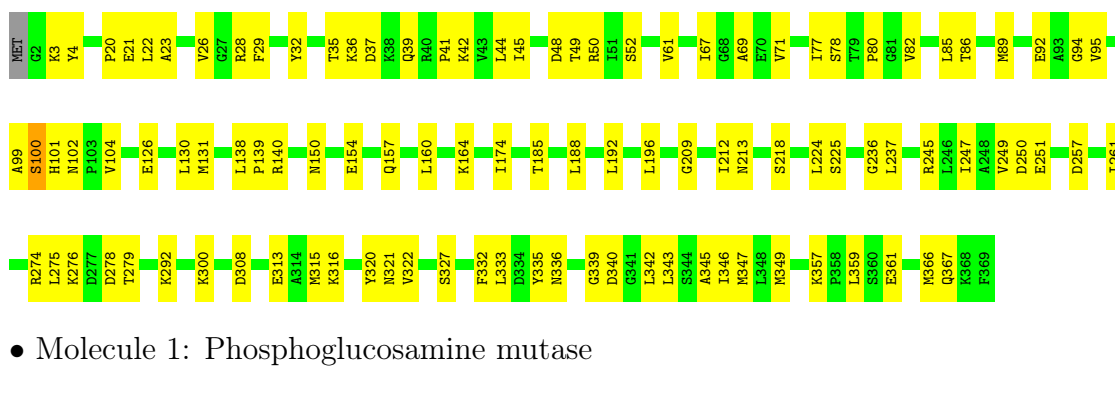 MET G2 K3 Y4 P20 E21 L22 A23 V26 G27 R28 F29 Y32 T35 K36 D37 K38 Q39 R40 P41 K42 V43 L44 I45 D48 T49 R50 I51 S52 V61 I67 G68 A69 E70 V71 I77 S78 T79 P80 G81 V82 L85 T86 M89 E92 A93 G94 V95
A99 S100 H101 N102 P103 V104 E126 L130 M131 L138 P139 R140 N150 E154 Q157 L160 K164 I174 T185 L188 L192 L196 G209 I212 N213 S218 L224 S225 G236 L237 R245 L246 I247 A248 V249 D250 E251 D257 I261
R274 L275 K276 D277 D278 T279 K292 K300 D308 E313 A314 M315 K316 Y320 N321 V322 S327 F332 L333 D334 Y335 N336 G339 D340 G341 L342 L343 S344 A345 I346 M347 L348 M349 K357 P358 L359 S360 E361 M366 Q367 K368 F369
• Molecule 1: Phosphoglucosamine mutase